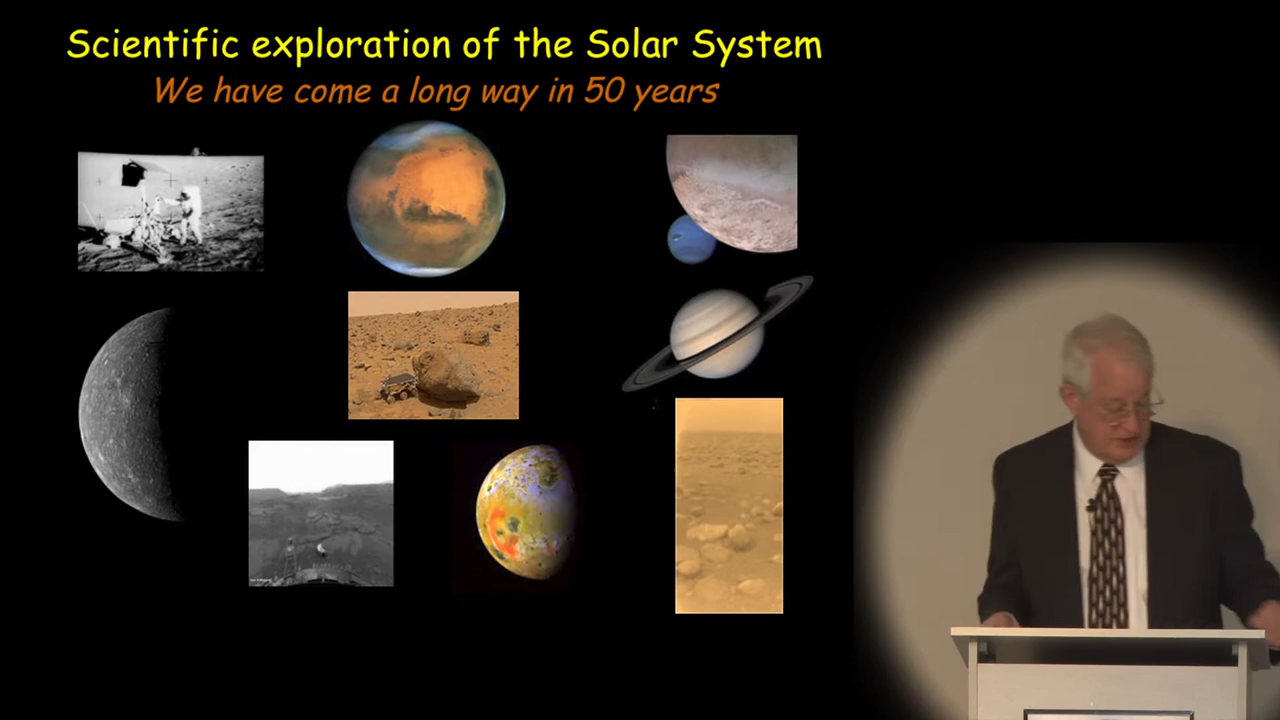 Scientific exploration of the Solar System
We have come a long way in 50 years